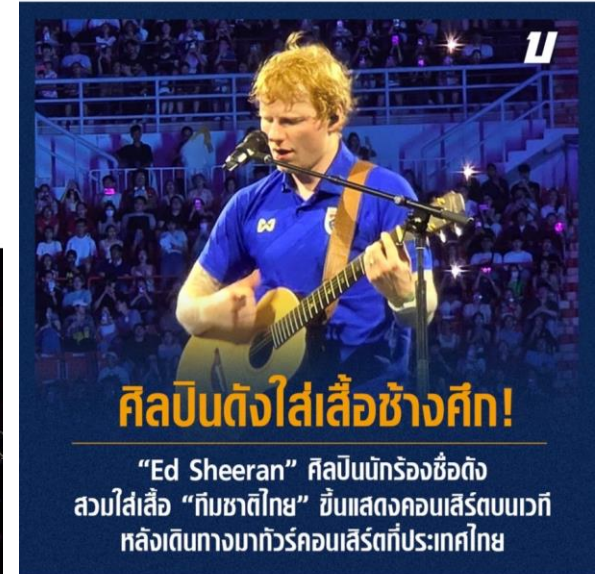 ศิลปินดังใส่เสื้อช้างศึก!
“Ed Sheeran” ศิลปินนักร้องชื่อดัง
สวมใส่เสื้อ “ทีมชาติไทย” ขึ้นแสดงคอนเสิร์ตบนเวที
หลังเดินทางมาทัวร์คอนเสิร์ตที่ประเทศไทย